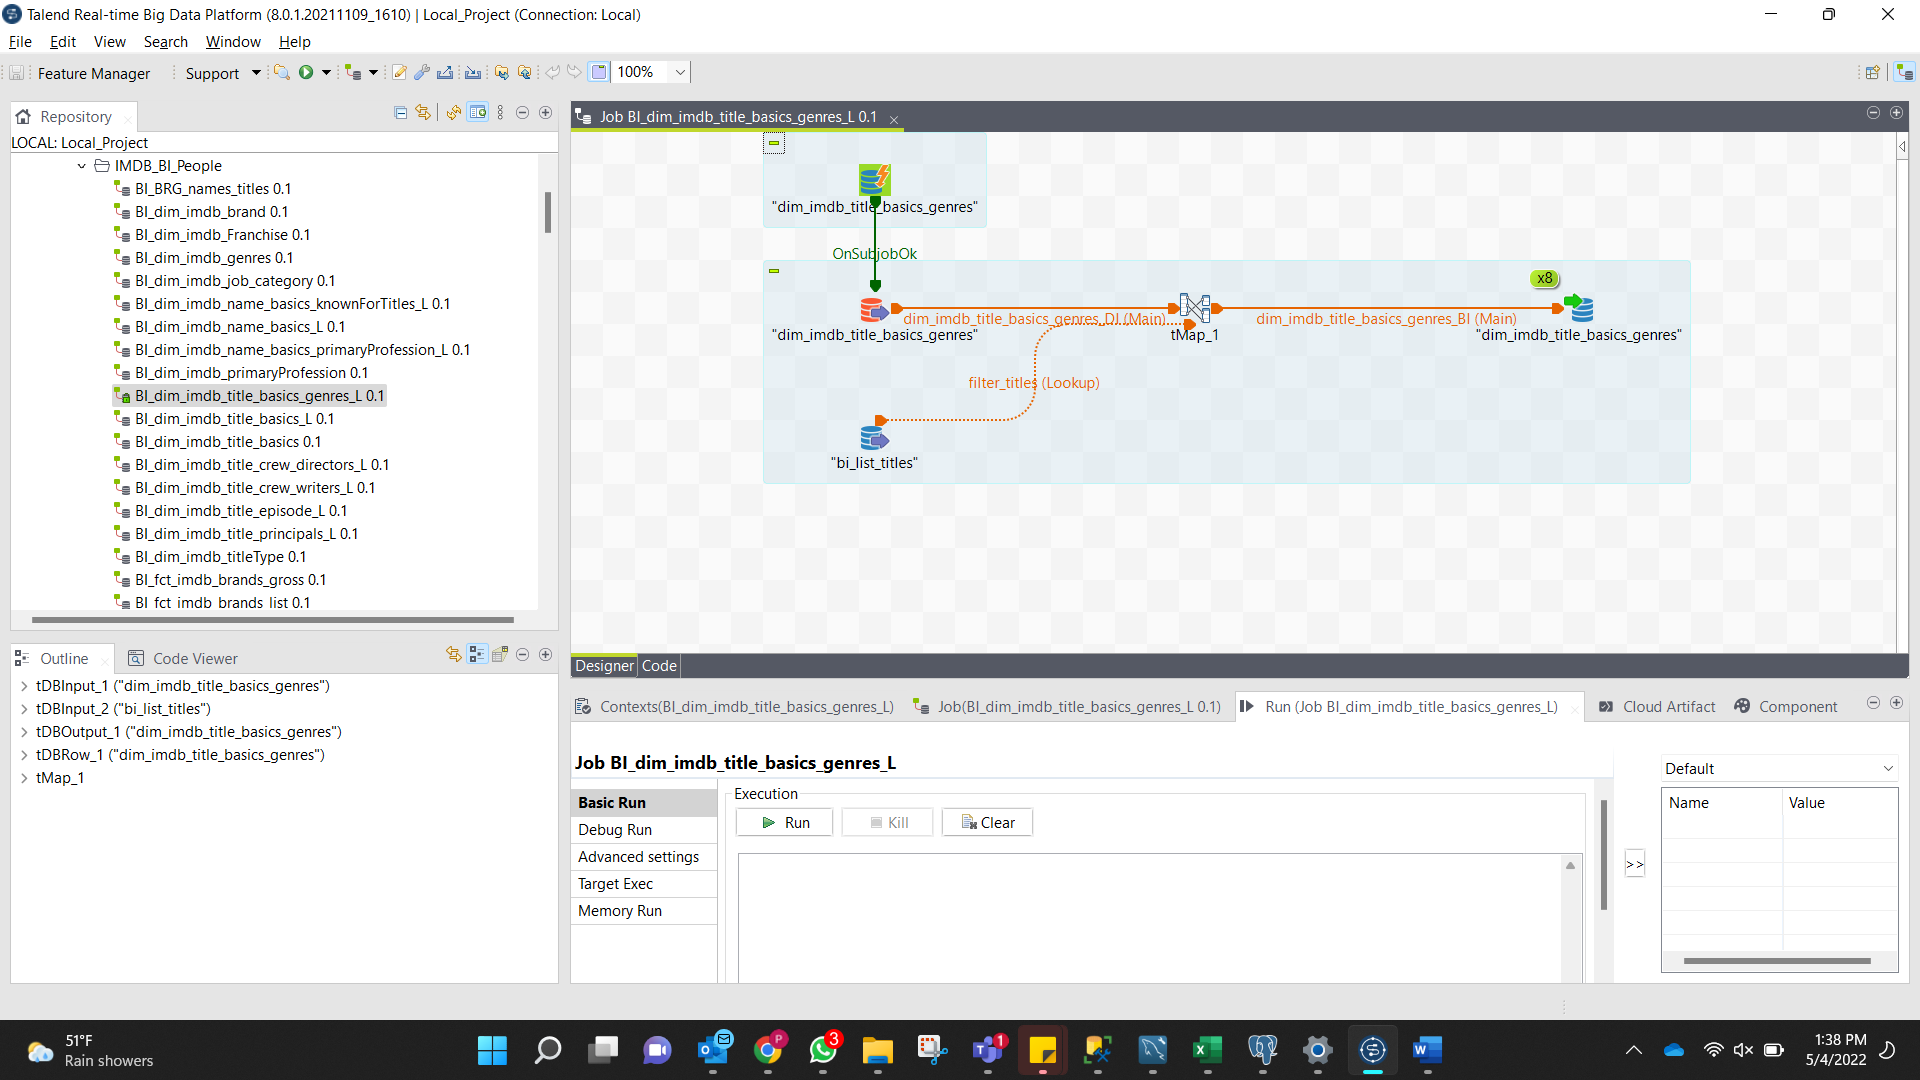 Talend Real-time Big Data Platform (8.0.1.20211109_1610) | Local_Project (Connection: Local)
File Edit View Search Window Help
Feature Manager Support 100%
Repository
LOCAL: Local_Project
IMDB_BI_People
BI_BRG_names_titles 0.1
BI_dim_imdb_brand 0.1
BI_dim_imdb_Franchise 0.1
BI_dim_imdb_genres 0.1
BI_dim_imdb_job_category 0.1
BI_dim_imdb_name_basics_knownForTitles_L 0.1
BI_dim_imdb_name_basics_L 0.1
BI_dim_imdb_name_basics_primaryProfession_L 0.1
BI_dim_imdb_primaryProfession 0.1
BI_dim_imdb_title_basics_genres_L 0.1
BI_dim_imdb_title_basics_L 0.1
BI_dim_imdb_title_basics 0.1
BI_dim_imdb_title_crew_directors_L 0.1
BI_dim_imdb_title_crew_writers_L 0.1
BI_dim_imdb_title_episode_L 0.1
BI_dim_imdb_title_principals_L 0.1
BI_dim_imdb_titleType 0.1
BI_fct_imdb_brands_gross 0.1
BI_fct_imdb_brands_list 0.1
Outline Code Viewer
tDBInput_1 ("dim_imdb_title_basics_genres")
tDBInput_2 ("bi_list_titles")
tDBOutput_1 ("dim_imdb_title_basics_genres")
tDBRow_1 ("dim_imdb_title_basics_genres")
tMap_1
Job BI_dim_imdb_title_basics_genres_L 0.1
"dim_imdb_title_basics_genres"
OnSubjobOk
x8
dim_imdb_title_basics_genres_DI (Main)
dim_imdb_title_basics_genres_BI (Main)
"dim_imdb_title_basics_genres"
tMap_1
"dim_imdb_title_basics_genres"
filter_titles (Lookup)
"bi_list_titles"
Designer Code
Contexts(BI_dim_imdb_title_basics_genres_L) Job(BI_dim_imdb_title_basics_genres_L 0.1) Run (Job BI_dim_imdb_title_basics_genres_L) Cloud Artifact Component
Job BI_dim_imdb_title_basics_genres_L
Basic Run
Debug Run
Advanced settings
Target Exec
Memory Run
Execution
Run Kill Clear
>>
Default
Name Value
51°F
Rain showers
P
3
1
1:38 PM
5/4/2022